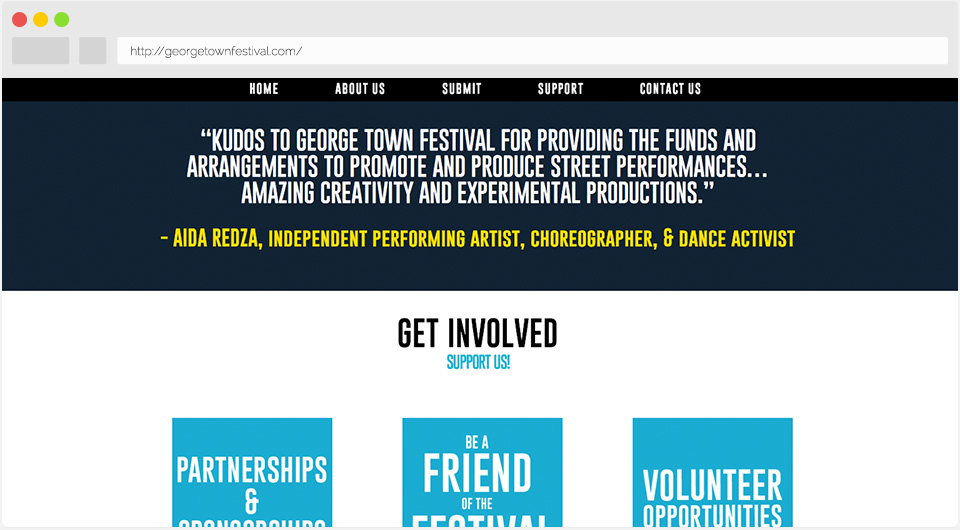 http://georgetownfestival.com/
HOME ABOUT US SUBMIT SUPPORT CONTACT US
“KUDOS TO GEORGE TOWN FESTIVAL FOR PROVIDING THE FUNDS AND
ARRANGEMENTS TO PROMOTE AND PRODUCE STREET PERFORMANCES...
AMAZING CREATIVITY AND EXPERIMENTAL PRODUCTIONS.”
- AIDA REDZA, INDEPENDENT PERFORMING ARTIST, CHOREOGRAPHER, & DANCE ACTIVIST
GET INVOLVED
SUPPORT US!
PARTNERSHIPS
&
SPONSORSHIPS
BE A
FRIEND
OF THE
FESTIVAL
VOLUNTEER
OPPORTUNITIES